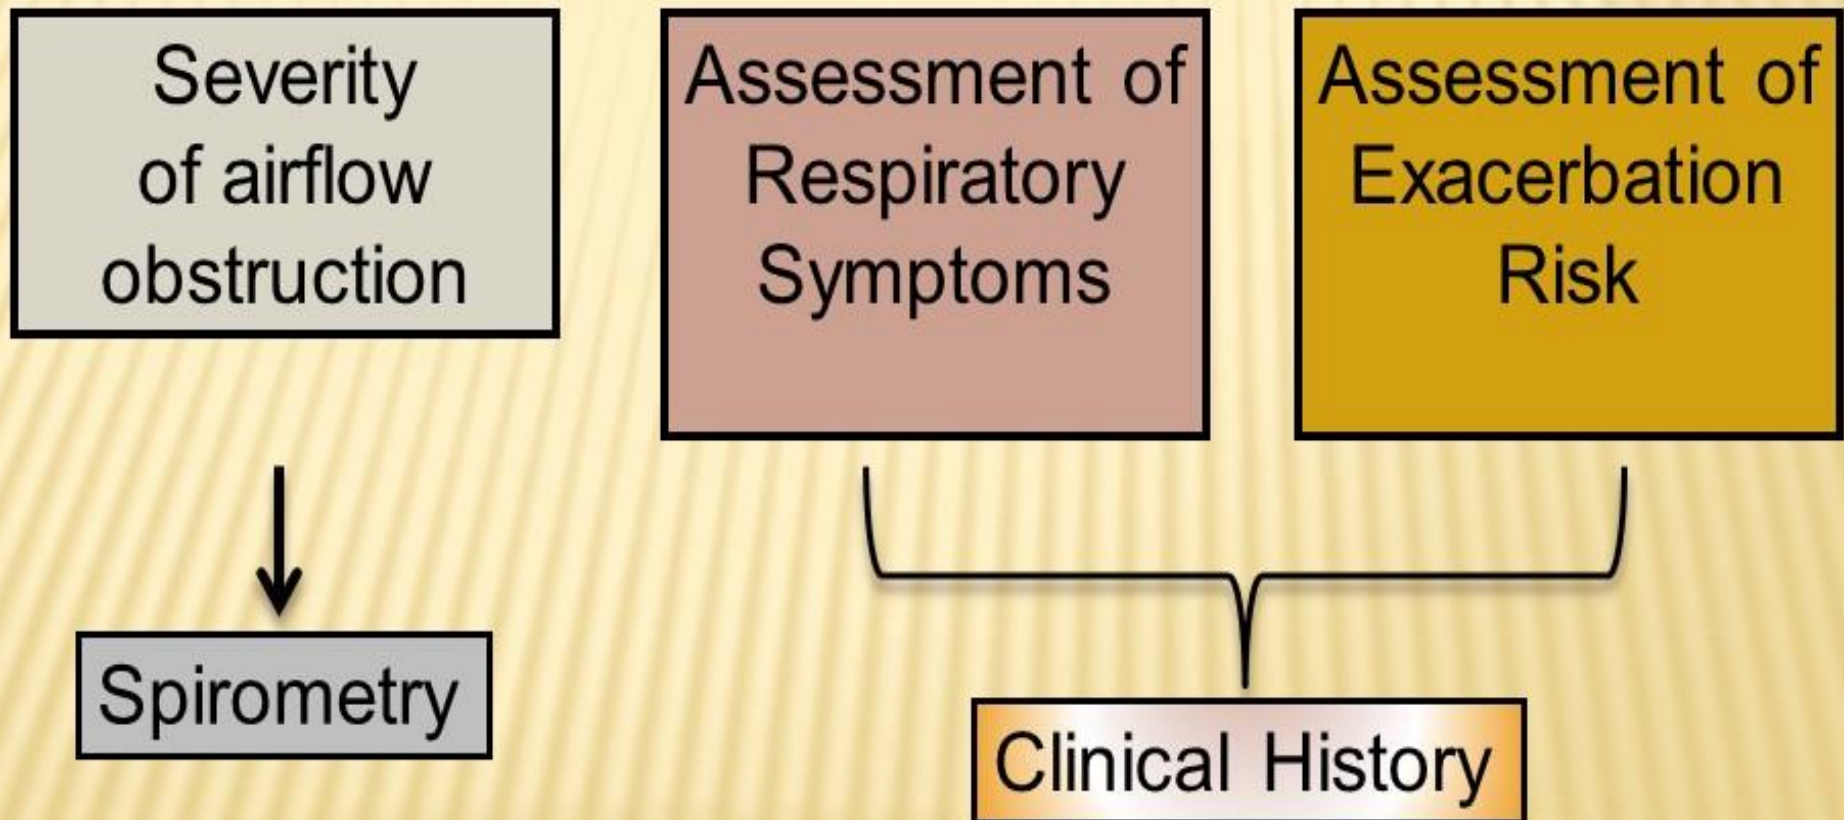 Severity
of airflow
obstruction
Assessment of
Respiratory
Symptoms
Assessment of
Exacerbation
Risk
Spirometry
Clinical History